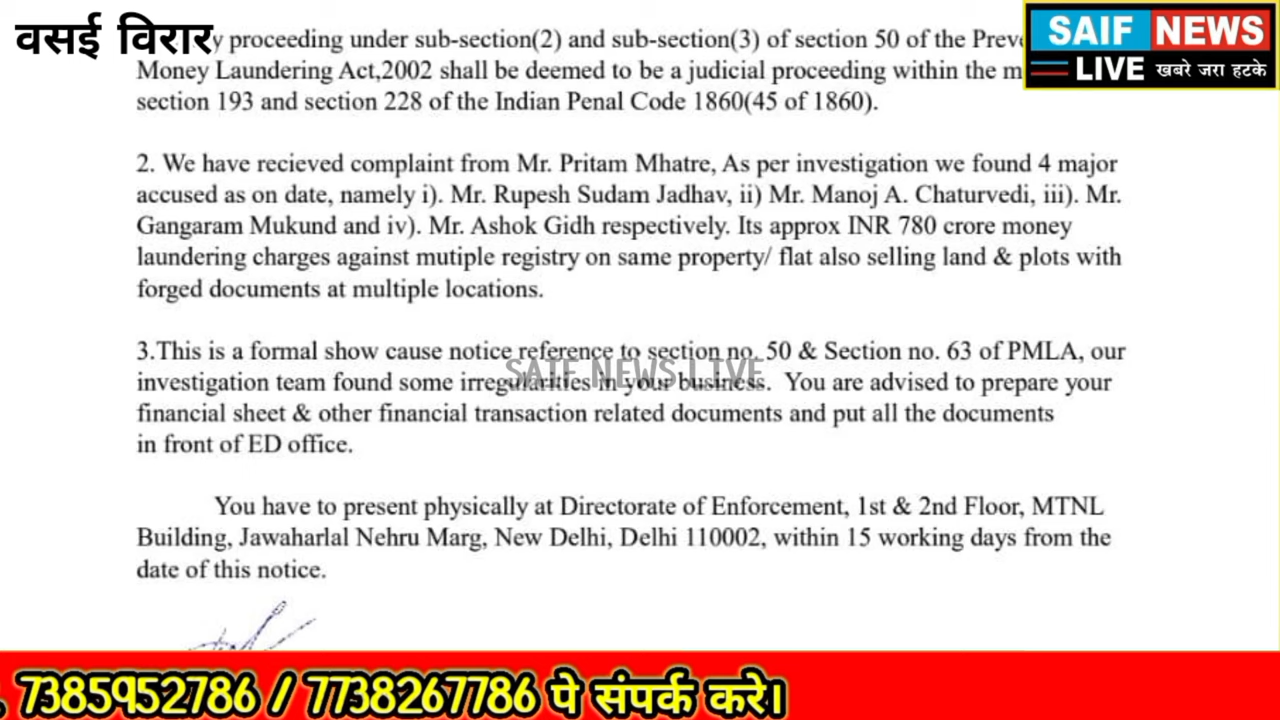 वसई विरार
SAIF NEWS
LIVE खबरे जरा हटके
y proceeding under sub-section(2) and sub-section(3) of section 50 of the Preve
Money Laundering Act,2002 shall be deemed to be a judicial proceeding within the m
section 193 and section 228 of the Indian Penal Code 1860(45 of 1860).
2. We have recieved complaint from Mr. Pritam Mhatre, As per investigation we found 4 major
accused as on date, namely i). Mr. Rupesh Sudam Jadhav, ii) Mr. Manoj A. Chaturvedi, iii). Mr.
Gangaram Mukund and iv). Mr. Ashok Gidh respectively. Its approx INR 780 crore money
laundering charges against mutiple registry on same property/ flat also selling land & plots with
forged documents at multiple locations.
3.This is a formal show cause notice reference to section no. 50 & Section no. 63 of PMLA, our
SAIF NEWS LIVE
investigation team found some irregularities in your business. You are advised to prepare your
financial sheet & other financial transaction related documents and put all the documents
in front of ED office.
You have to present physically at Directorate of Enforcement, 1st & 2nd Floor, MTNL
Building, Jawaharlal Nehru Marg, New Delhi, Delhi 110002, within 15 working days from the
date of this notice.
. 7385952786 / 7738267786 पे संपर्क करे।